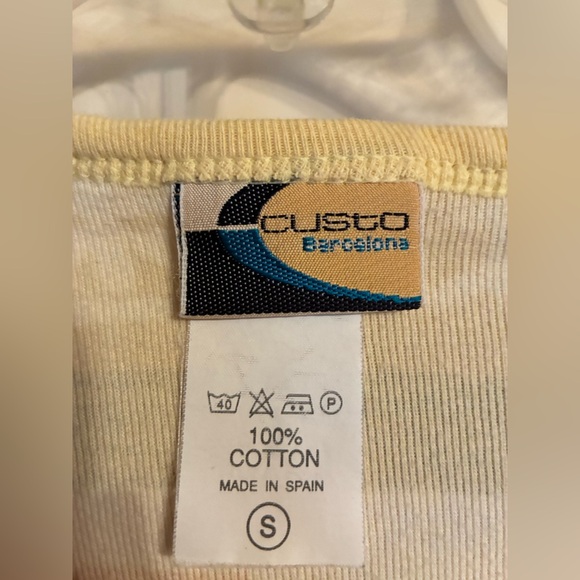 custo
Barcelona
40 P
100%
COTTON
MADE IN SPAIN
S